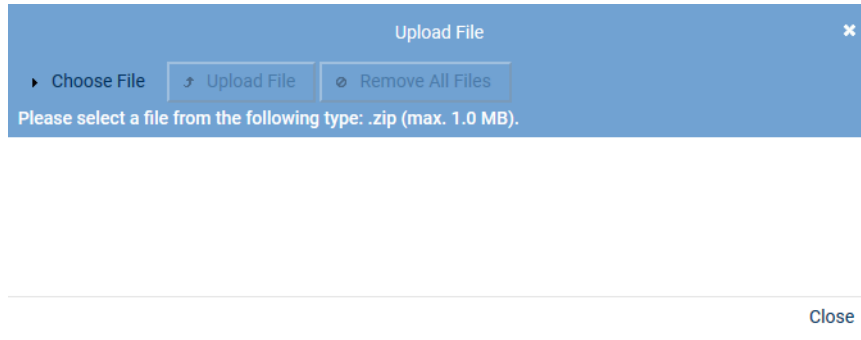 Upload File
Choose File Upload File Remove All Files
Please select a file from the following type: .zip (max. 1.0 MB).
Close